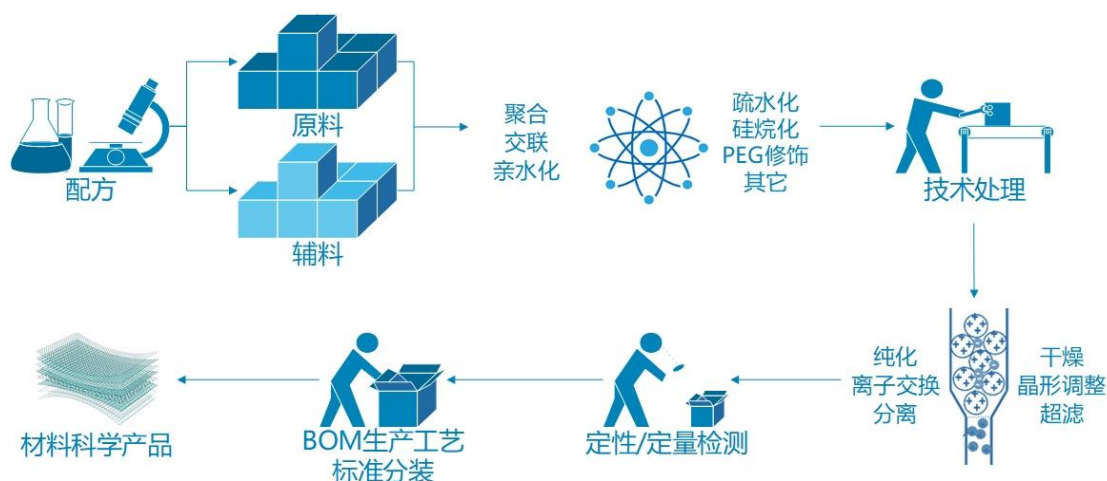 原料
配方
辅料
聚合
交联
亲水化
疏水化
硅烷化
PEG修饰
其它
技术处理
纯化
离子交换
分离
干燥
晶形调整
超滤
定性/定量检测
BOM生产工艺
标准分装
材料科学产品